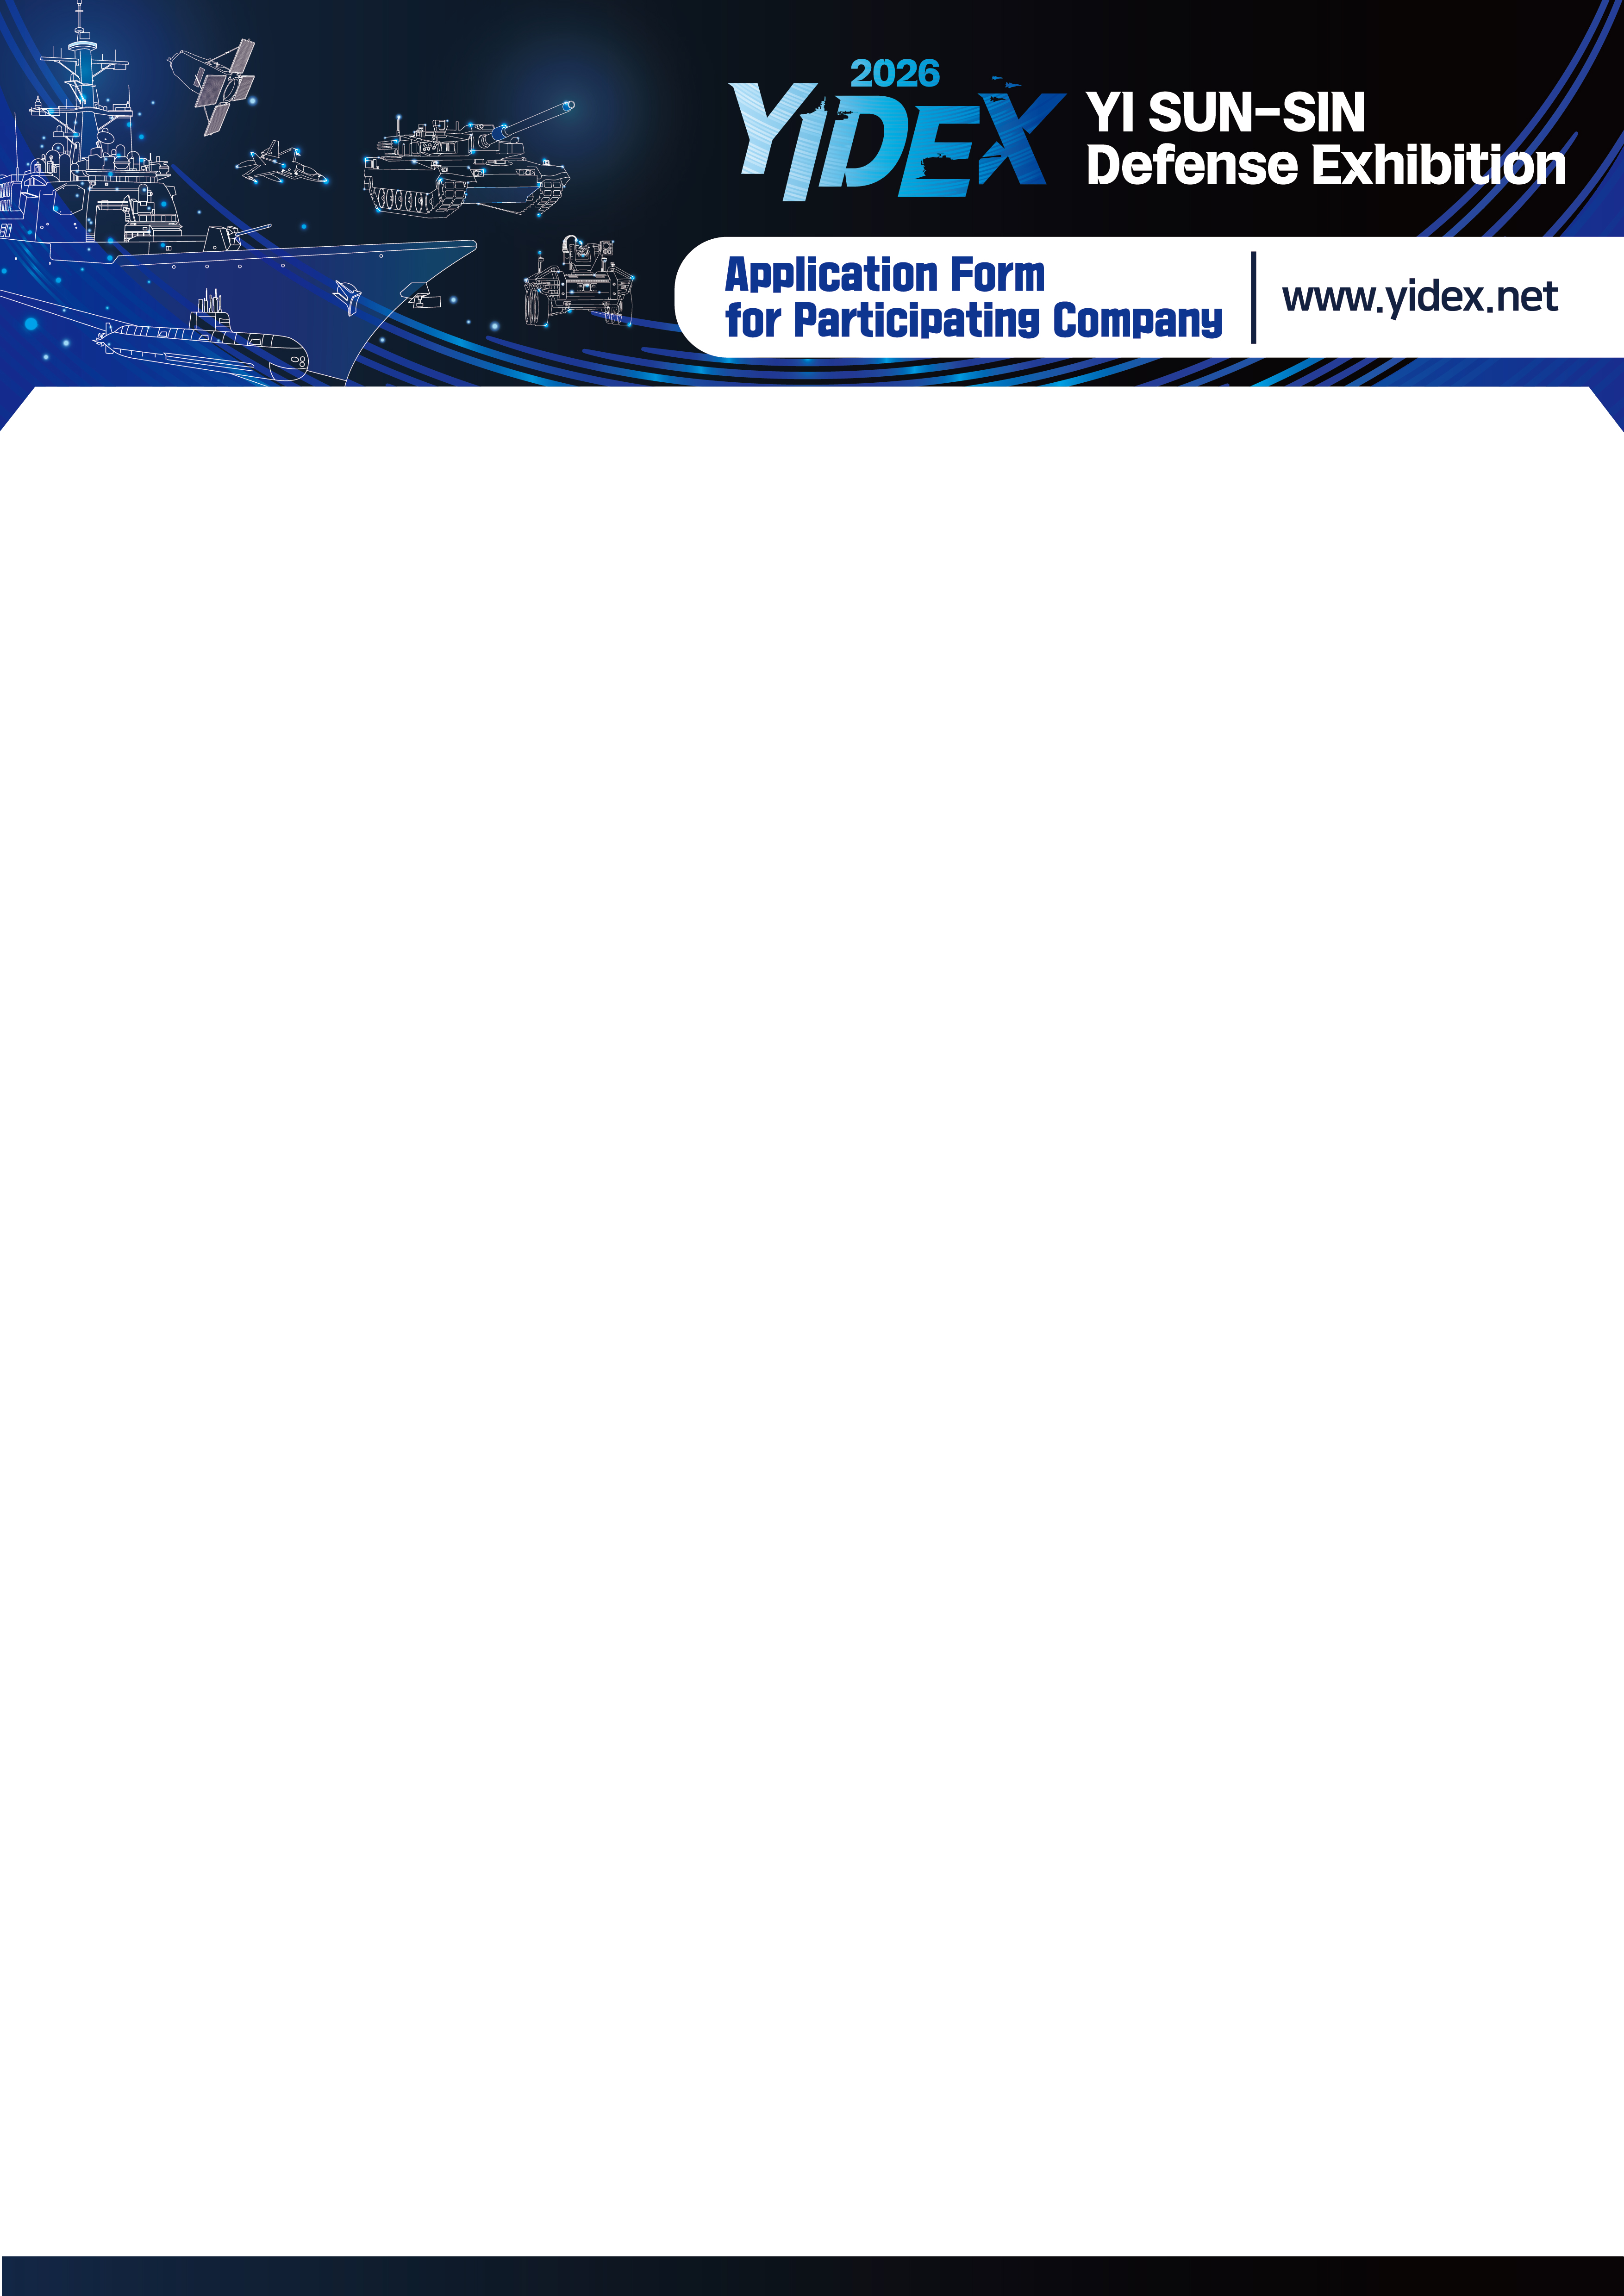 2026
YIDEX
YI SUN-SIN
Defense Exhibition
Application Form
for Participating Company
www.yidex.net